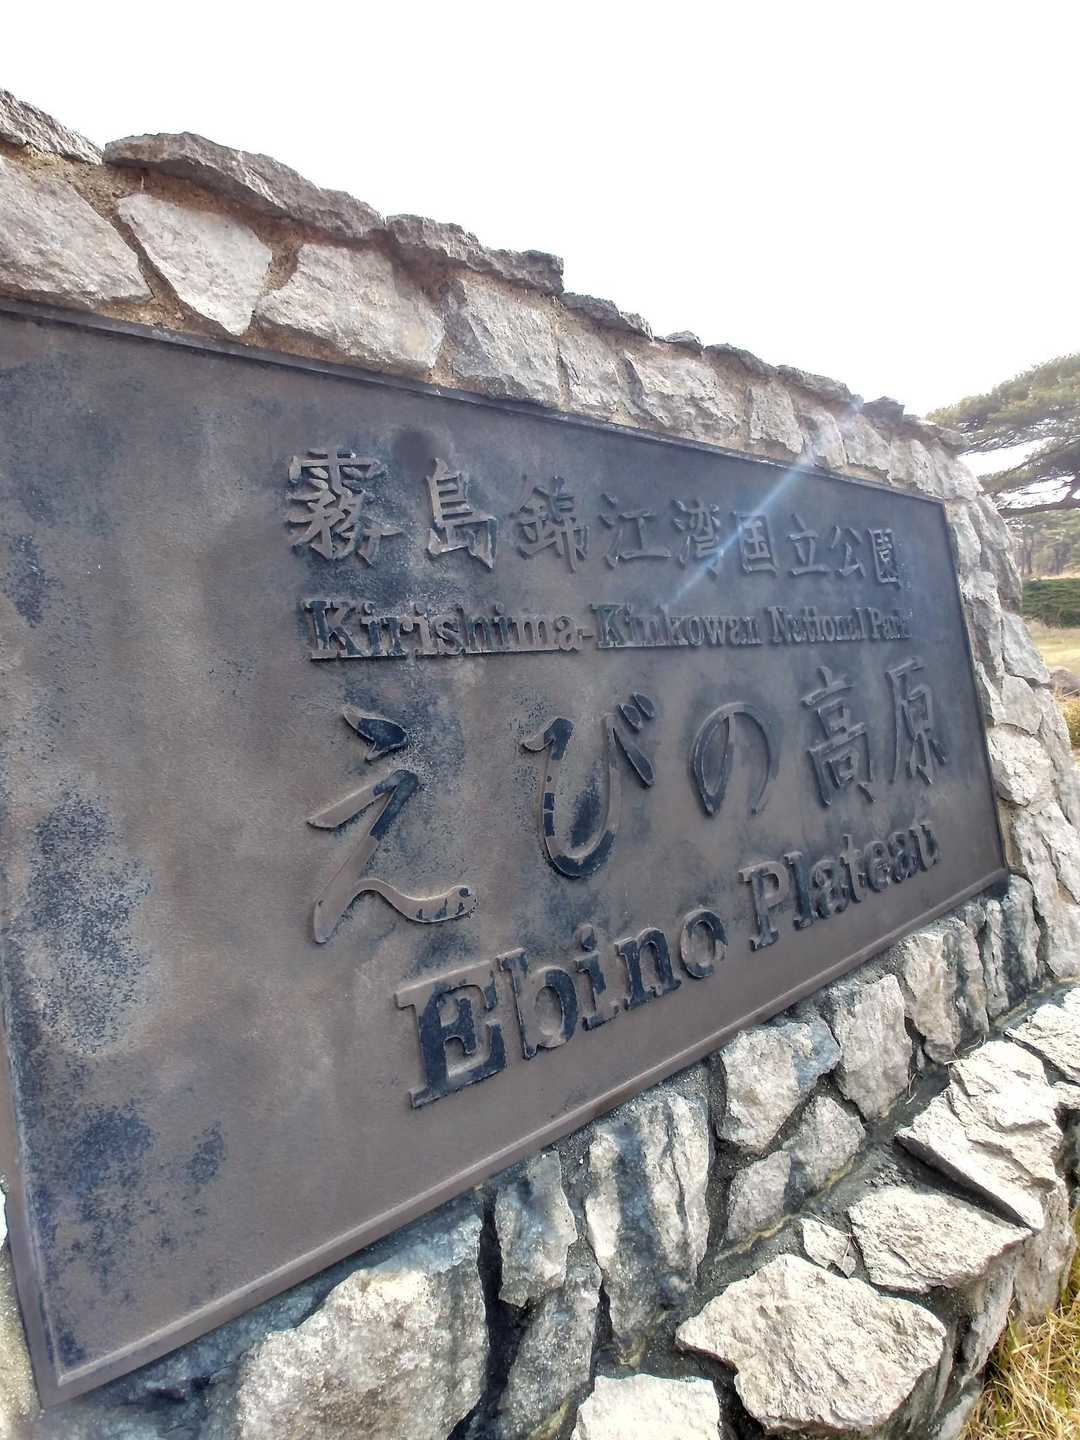 霧島錦江湾国立公園
Kirishima-Kinkowan National Park
えびの高原
Ebino Plateau